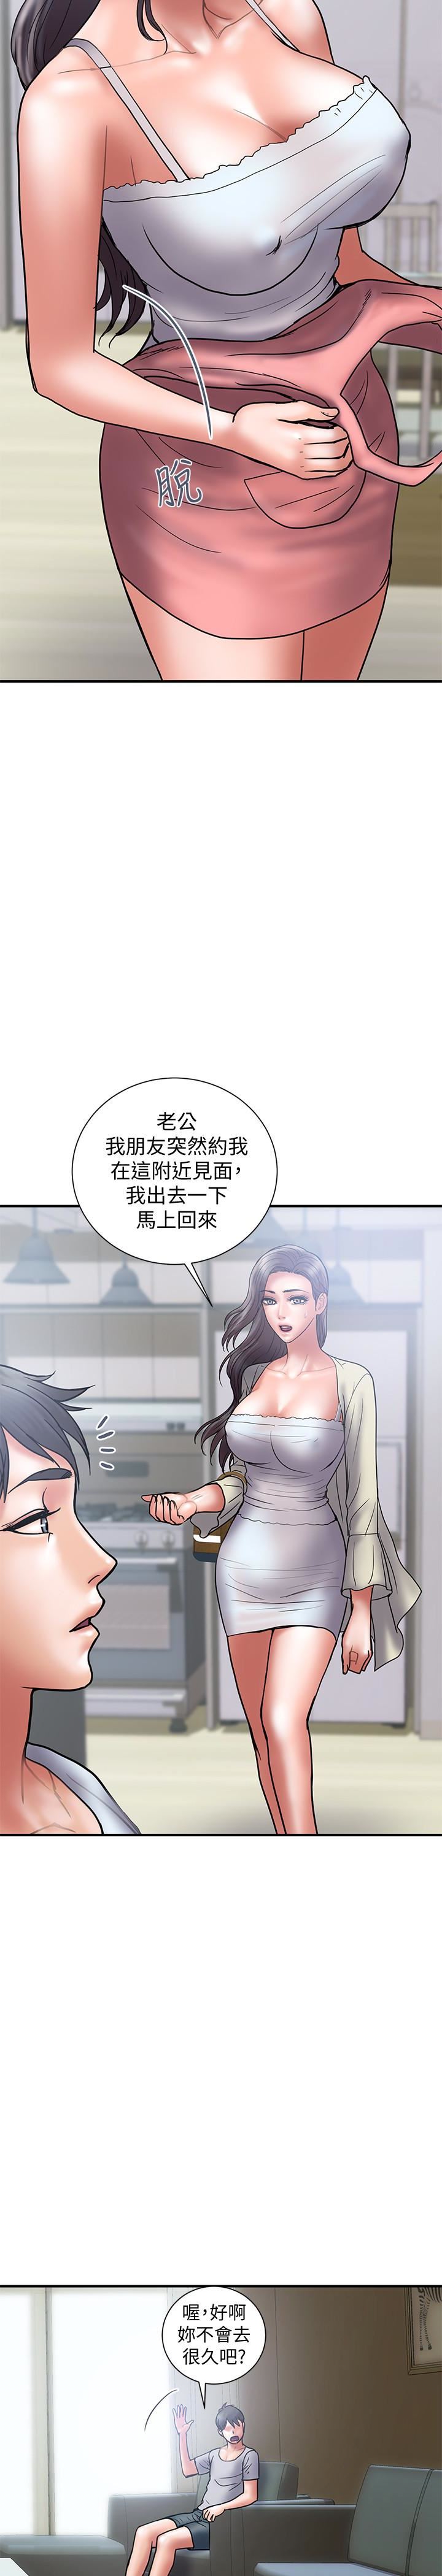 脫
老公
我朋友突然約我
在這附近見面,
我出去一下
馬上回來
喔,好啊
妳不會去
很久吧?